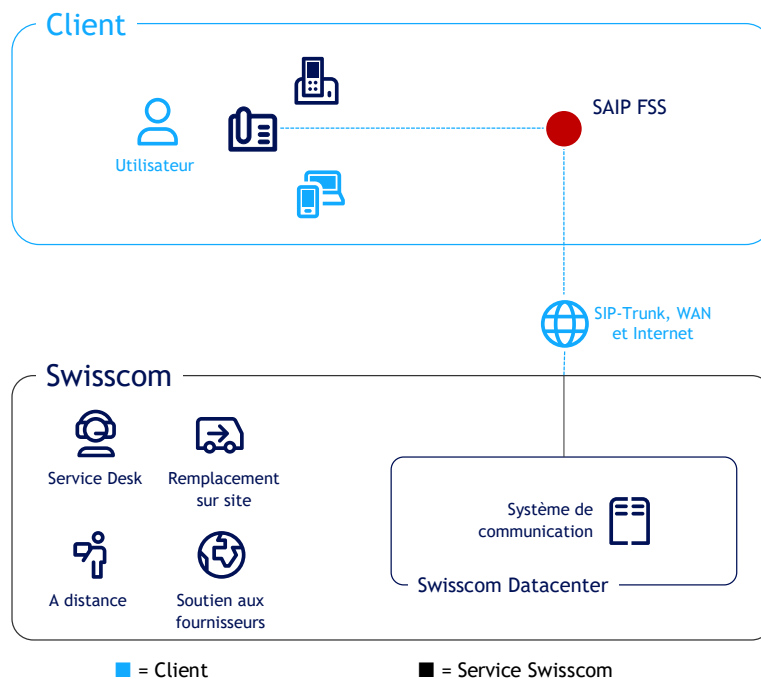 Client
SAIP FSS
Utilisateur
SIP-Trunk, WAN
et Internet
Swisscom
Service Desk
Remplacement
sur site
Système de
communication
A distance
Soutien aux
fournisseurs
Swisscom Datacenter
= Client
= Service Swisscom